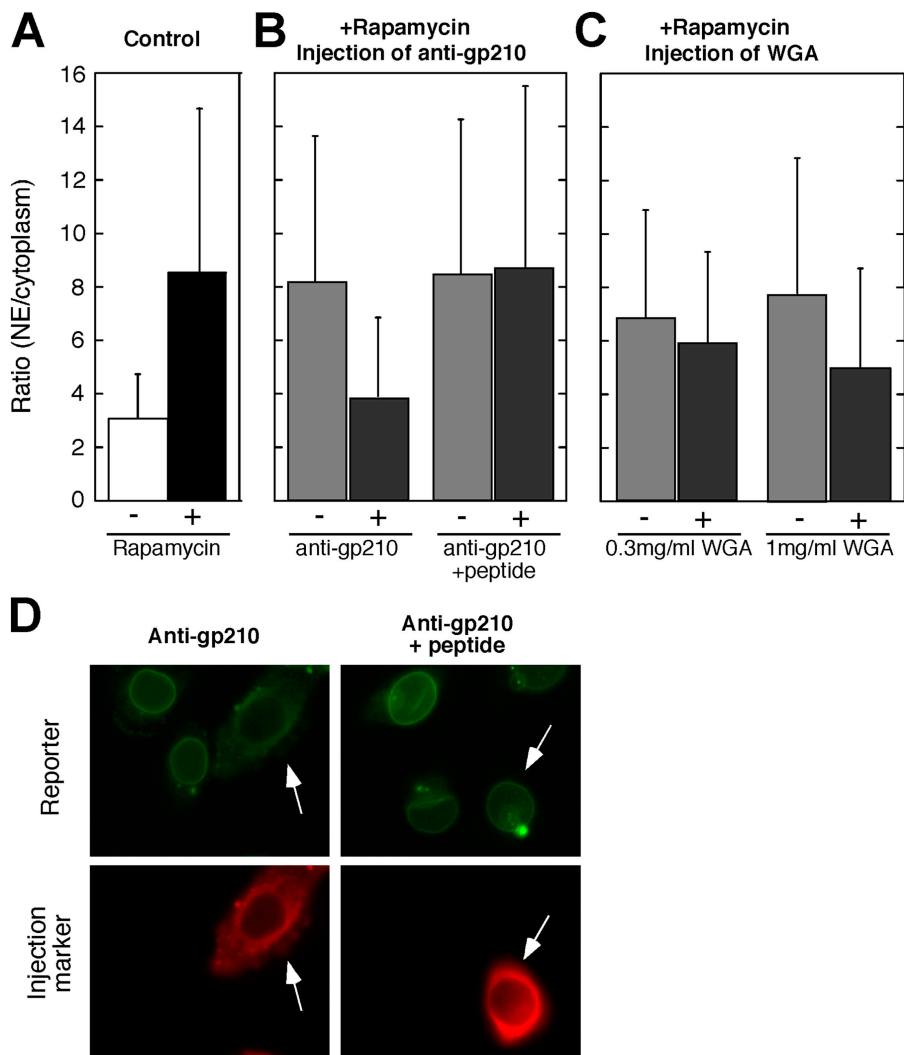 A
Control
B
+Rapamycin
Injection of anti-gp210
C
+Rapamycin
Injection of WGA
Ratio (NE/cytoplasm)
16
14
12
10
8
6
4
2
0
- +
Rapamycin
- + - +
anti-gp210 anti-gp210
+peptide
- + - +
0.3mg/ml WGA 1mg/ml WGA
D
Anti-gp210
Anti-gp210
+ peptide
Reporter
Injection
marker